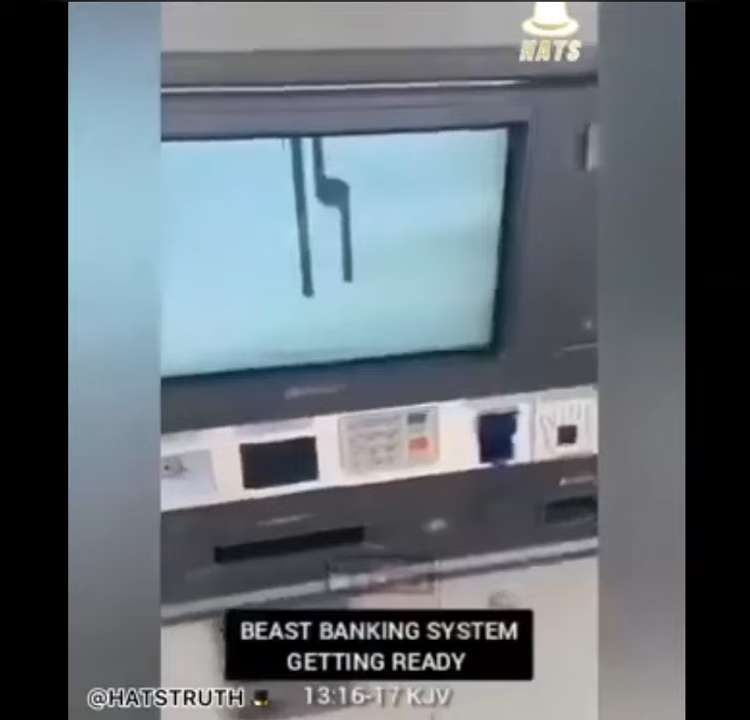 HATS
BEAST BANKING SYSTEM
GETTING READY
@HATSTRUTH
13:16-17 KJV